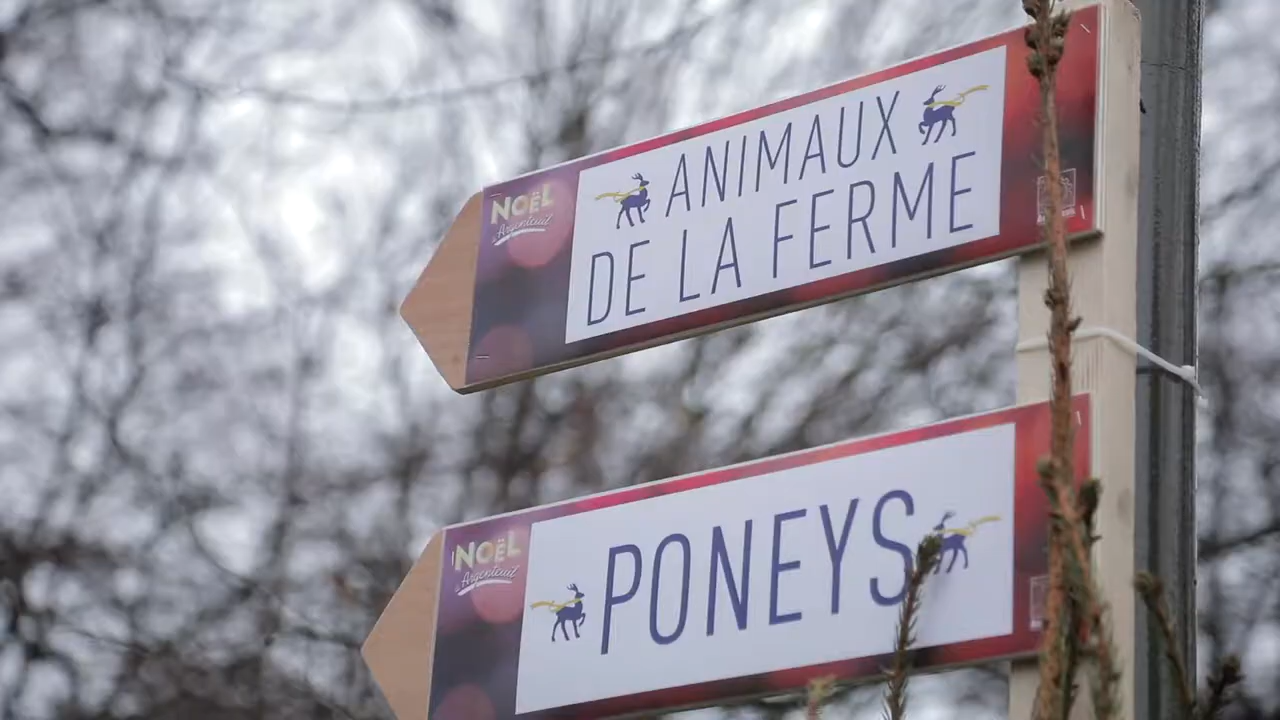 NOËL
à Argenteuil
ANIMAUX
DE LA FERME
NOËL
à Argenteuil
PONEYS